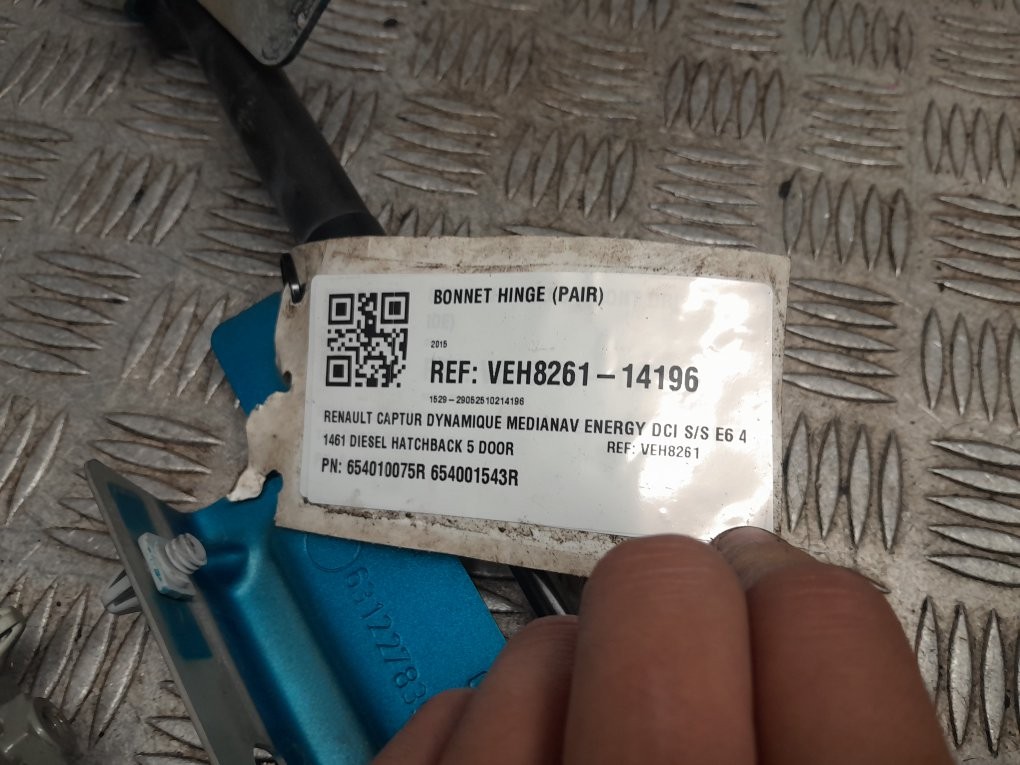 BONNET HINGE (PAIR)
2015
REF: VEH8261-14196
1529-29052510214196
RENAULT CAPTUR DYNAMIQUE MEDIANAV ENERGY DCI S/S E6 4
1461 DIESEL HATCHBACK 5 DOOR REF: VEH8261
PN: 654010075R 654001543R
63122783